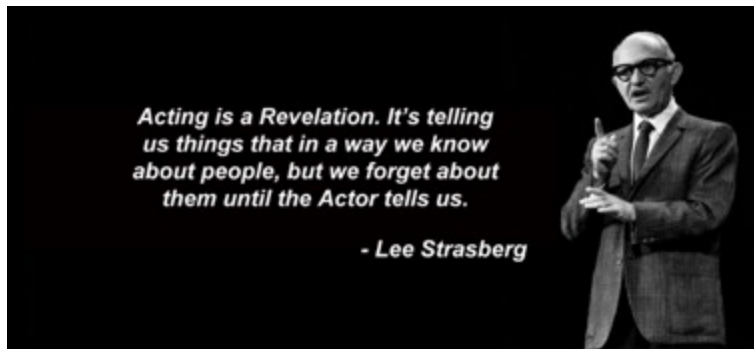 Acting is a Revelation. It's telling
us things that in a way we know
about people, but we forget about
them until the Actor tells us.
- Lee Strasberg